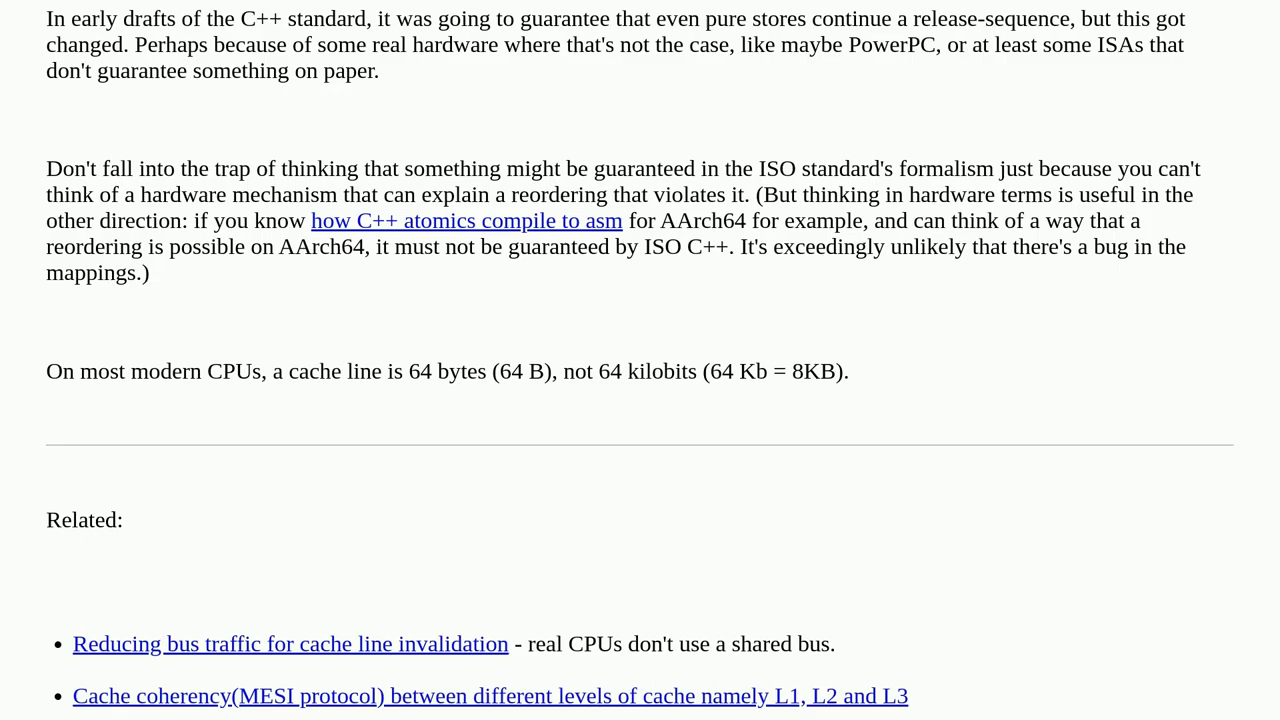 In early drafts of the C++ standard, it was going to guarantee that even pure stores continue a release-sequence, but this got
changed. Perhaps because of some real hardware where that's not the case, like maybe PowerPC, or at least some ISAs that
don't guarantee something on paper.
Don't fall into the trap of thinking that something might be guaranteed in the ISO standard's formalism just because you can't
think of a hardware mechanism that can explain a reordering that violates it. (But thinking in hardware terms is useful in the
other direction: if you know how C++ atomics compile to asm for AArch64 for example, and can think of a way that a
reordering is possible on AArch64, it must not be guaranteed by ISO C++. It's exceedingly unlikely that there's a bug in the
mappings.)
On most modern CPUs, a cache line is 64 bytes (64 B), not 64 kilobits (64 Kb = 8KB).
Related:
• Reducing bus traffic for cache line invalidation - real CPUs don't use a shared bus.
• Cache coherency(MESI protocol) between different levels of cache namely L1, L2 and L3